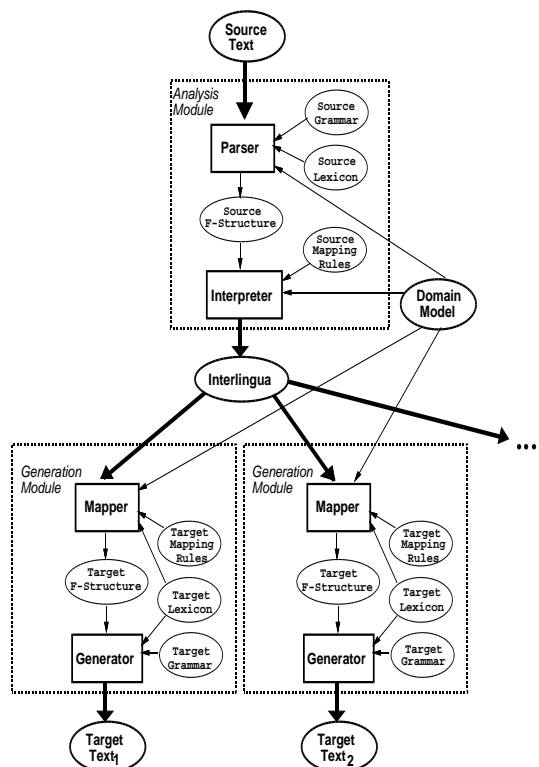 Source
Text
Analysis
Module
Source
Grammar
Parser
Source
Lexicon
Source
F-Structure
Source
Mapping
Rules
Interpreter
Domain
Model
Interlingua
...
Generation
Module
Mapper
Target
Mapping
Rules
Target
F-Structure
Target
Lexicon
Generator
Target
Grammar
Target
Text1
Generation
Module
Mapper
Target
Mapping
Rules
Target
F-Structure
Target
Lexicon
Generator
Target
Grammar
Target
Text2